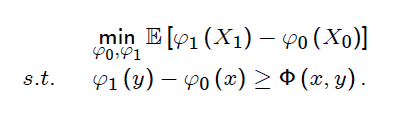 min_{φ₀,φ₁} 𝔼 [φ₁ (X₁) − φ₀ (X₀)]
s.t. φ₁ (y) − φ₀ (x) ≥ Φ (x, y) .